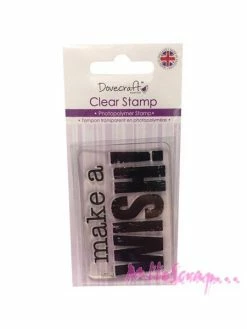 Dovecraft
Clear Stamp
• Photopolymer Stamp •
• Tampon transparent en photopolymère •
make a
WISH!